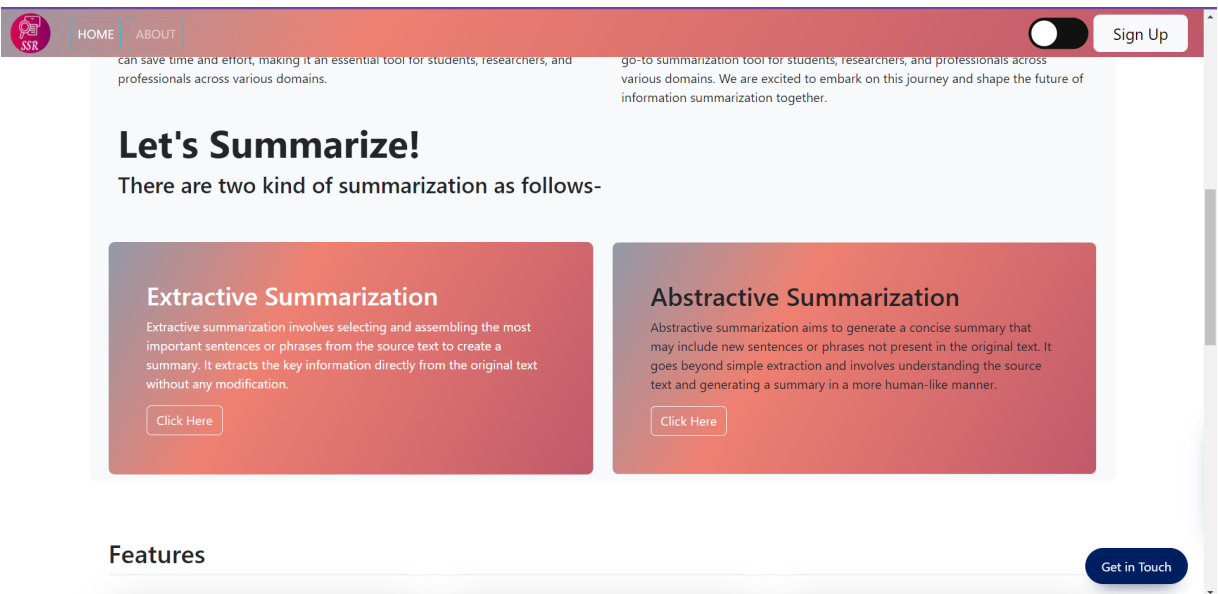 SSR
HOME
ABOUT
Sign Up
can save time and effort, making it an essential tool for students, researchers, and
professionals across various domains.
go-to summarization tool for students, researchers, and professionals across
various domains. We are excited to embark on this journey and shape the future of
information summarization together.
Let's Summarize!
There are two kind of summarization as follows-
Extractive Summarization
Extractive summarization involves selecting and assembling the most
important sentences or phrases from the source text to create a
summary. It extracts the key information directly from the original text
without any modification.
Click Here
Abstractive Summarization
Abstractive summarization aims to generate a concise summary that
may include new sentences or phrases not present in the original text. It
goes beyond simple extraction and involves understanding the source
text and generating a summary in a more human-like manner.
Click Here
Features
Get in Touch